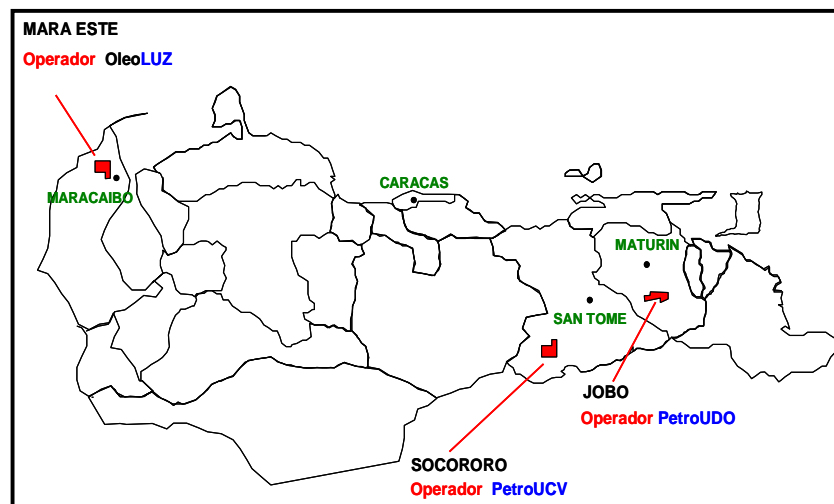 MARA ESTE
Operador OleoLUZ
MARACAIBO
CARACAS
MATURIN
SAN TOME
JOBO
Operador PetroUDO
SOCORORO
Operador PetroUCV